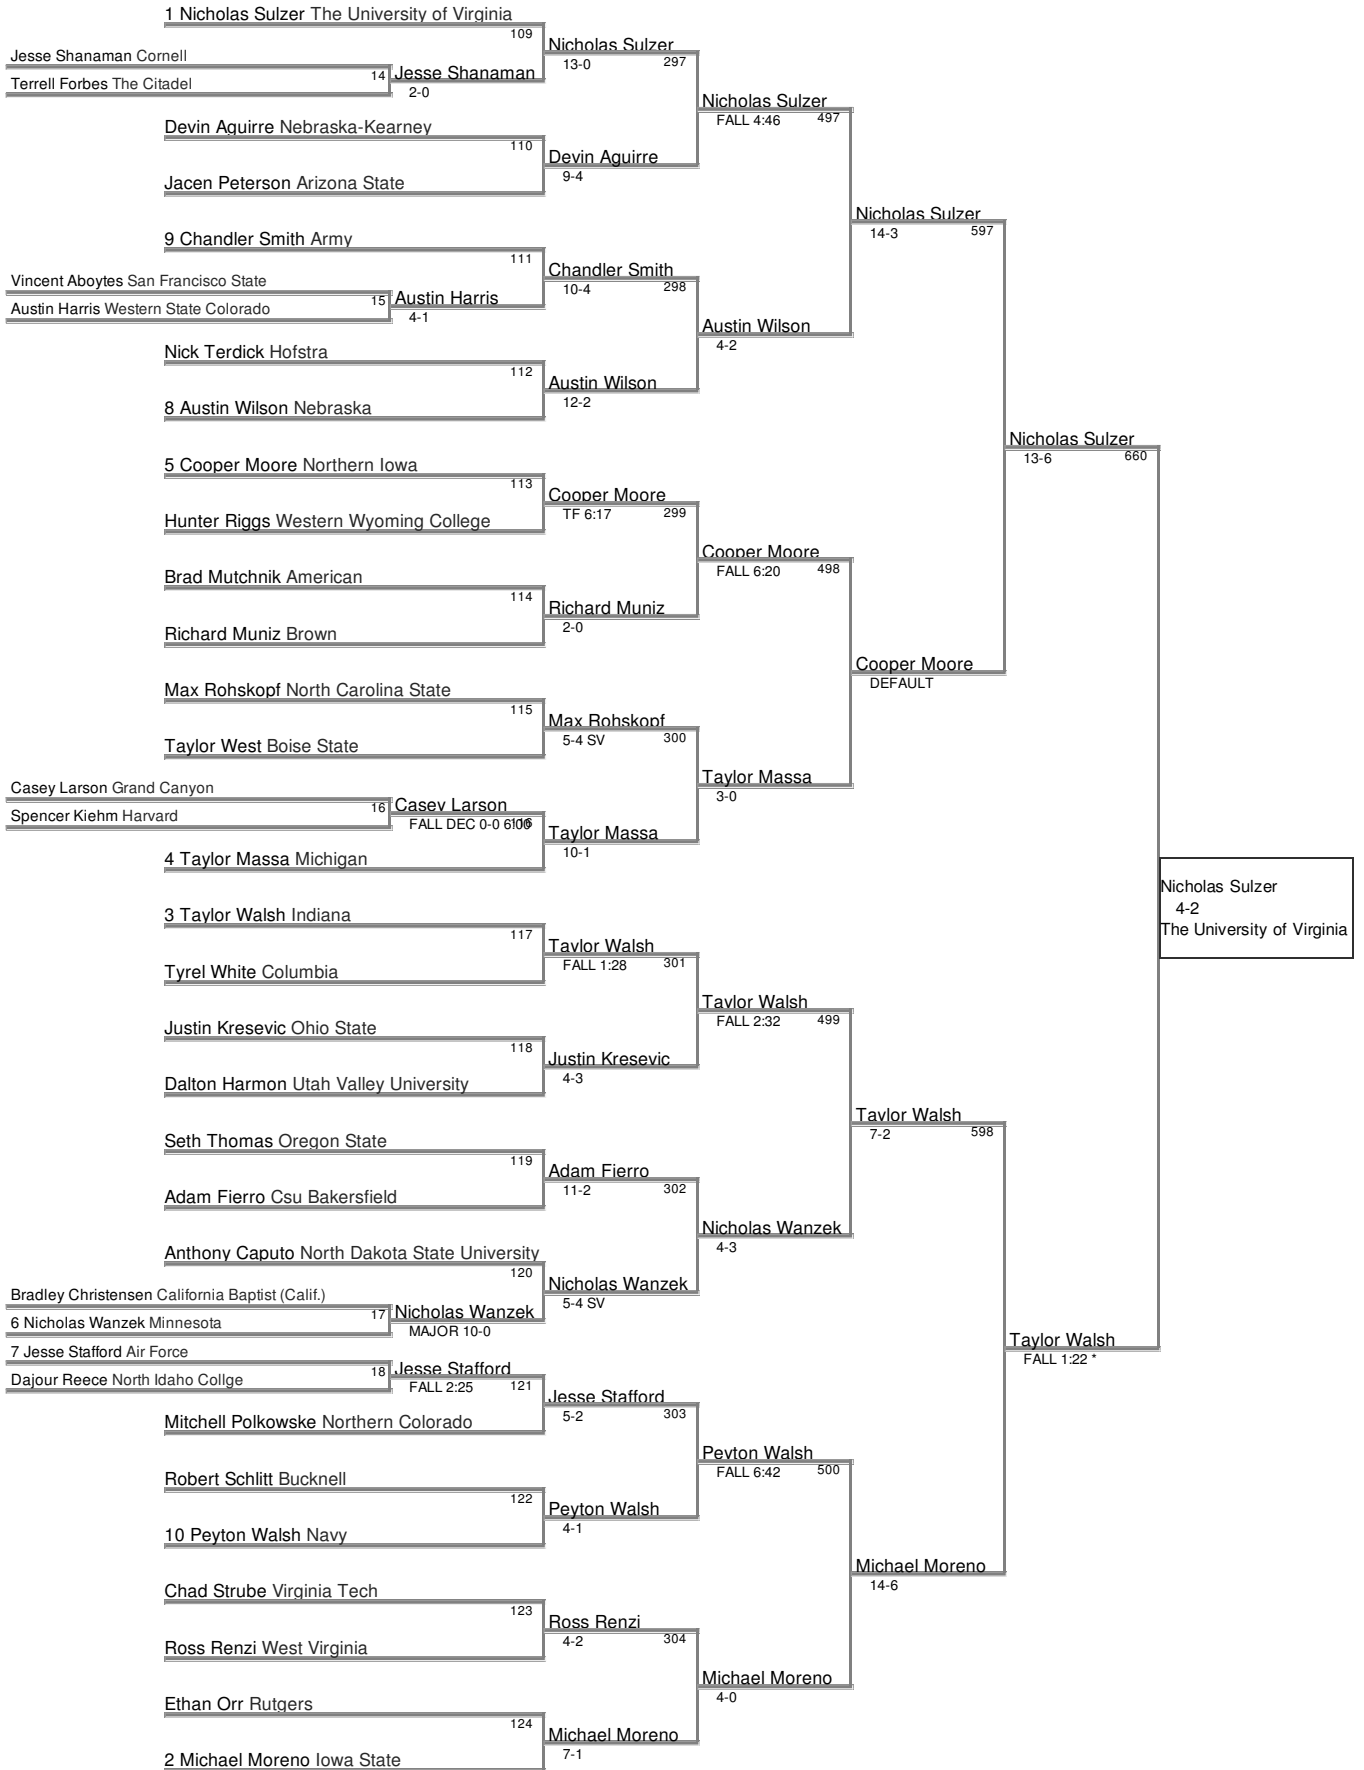 1 Nicholas Sulzer The University of Virginia
109
Nicholas Sulzer
13-0
297
Jesse Shanaman Cornell
14
Jesse Shanaman
Terrell Forbes The Citadel
2-0
Nicholas Sulzer
FALL 4:46
497
Devin Aguirre Nebraska-Kearney
110
Devin Aguirre
9-4
Jacen Peterson Arizona State
Nicholas Sulzer
14-3
597
9 Chandler Smith Army
111
Chandler Smith
10-4
298
Vincent Aboytes San Francisco State
15
Austin Harris
Austin Harris Western State Colorado
4-1
Austin Wilson
4-2
Nick Terdick Hofstra
112
Austin Wilson
12-2
8 Austin Wilson Nebraska
Nicholas Sulzer
13-6
660
5 Cooper Moore Northern Iowa
113
Cooper Moore
TF 6:17
299
Hunter Riggs Western Wyoming College
Cooper Moore
FALL 6:20
498
Brad Mutchnik American
114
Richard Muniz
2-0
Richard Muniz Brown
Cooper Moore
DEFAULT
Max Rohskopf North Carolina State
115
Max Rohskopf
5-4 SV
300
Taylor West Boise State
Taylor Massa
3-0
Casey Larson Grand Canyon
16
Casey Larson
Spencer Kiehm Harvard
FALL DEC 0-0 6:00
116
Taylor Massa
10-1
4 Taylor Massa Michigan
Nicholas Sulzer
4-2
The University of Virginia
3 Taylor Walsh Indiana
117
Taylor Walsh
FALL 1:28
301
Tyrel White Columbia
Taylor Walsh
FALL 2:32
499
Justin Kresevic Ohio State
118
Justin Kresevic
4-3
Dalton Harmon Utah Valley University
Taylor Walsh
7-2
598
Seth Thomas Oregon State
119
Adam Fierro
11-2
302
Adam Fierro Csu Bakersfield
Nicholas Wanzek
4-3
Anthony Caputo North Dakota State University
120
Nicholas Wanzek
5-4 SV
Bradley Christensen California Baptist (Calif.)
17
Nicholas Wanzek
6 Nicholas Wanzek Minnesota
MAJOR 10-0
Taylor Walsh
FALL 1:22 *
7 Jesse Stafford Air Force
18
Jesse Stafford
Dajour Reece North Idaho Collge
FALL 2:25
121
Jesse Stafford
5-2
303
Mitchell Polkowske Northern Colorado
Peyton Walsh
FALL 6:42
500
Robert Schlitt Bucknell
122
Peyton Walsh
4-1
10 Peyton Walsh Navy
Michael Moreno
14-6
Chad Strube Virginia Tech
123
Ross Renzi
4-2
304
Ross Renzi West Virginia
Michael Moreno
4-0
Ethan Orr Rutgers
124
Michael Moreno
7-1
2 Michael Moreno Iowa State